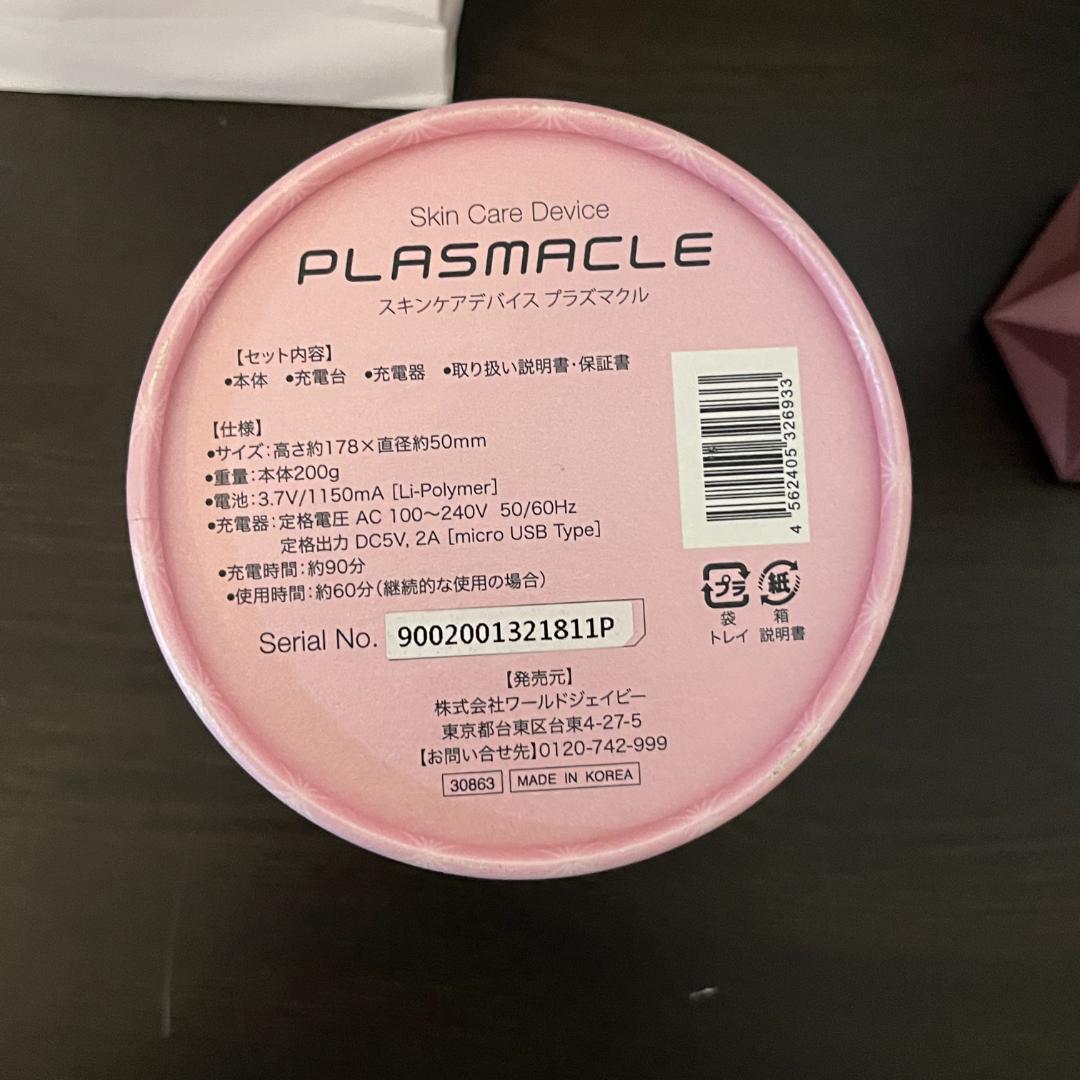 Skin Care Device
PLASMACLE
スキンケアデバイス プラズマクル
【セット内容】
●本体 ●充電台 ●充電器 ●取り扱い説明書・保証書
【仕様】
●サイズ:高さ約178×直径約50mm
●重量:本体200g
●電池:3.7V/1150mA [Li-Polymer]
●充電器:定格電圧 AC 100〜240V 50/60Hz
定格出力 DC5V, 2A [micro USB Type]
●充電時間:約90分
●使用時間:約60分(継続的な使用の場合)
Serial No. 9002001321811P
【発売元】
株式会社ワールドジェイビー
東京都台東区台東4-27-5
【お問い合せ先】0120-742-999
30863 MADE IN KOREA
4 562405 326933
プラ 紙
袋 箱
トレイ 説明書